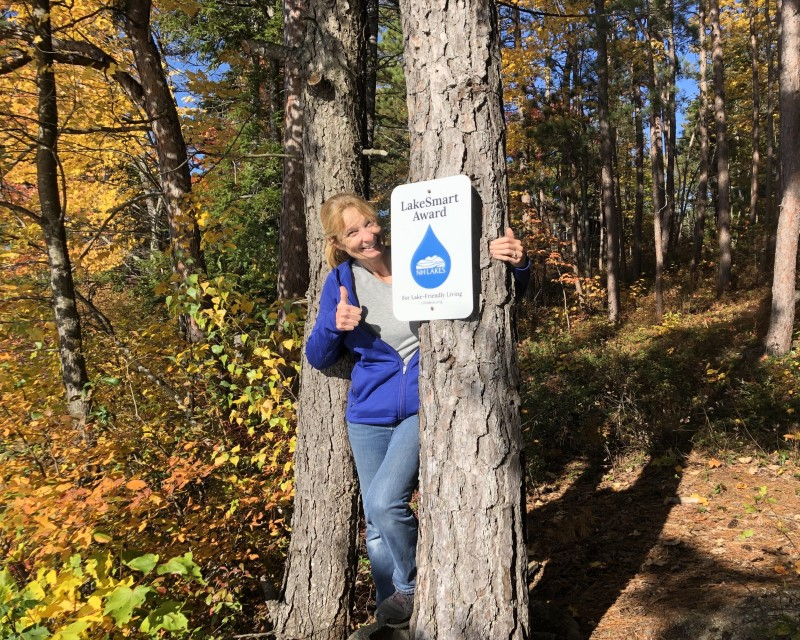 LakeSmart
Award
NH LAKES
For Lake-Friendly Living